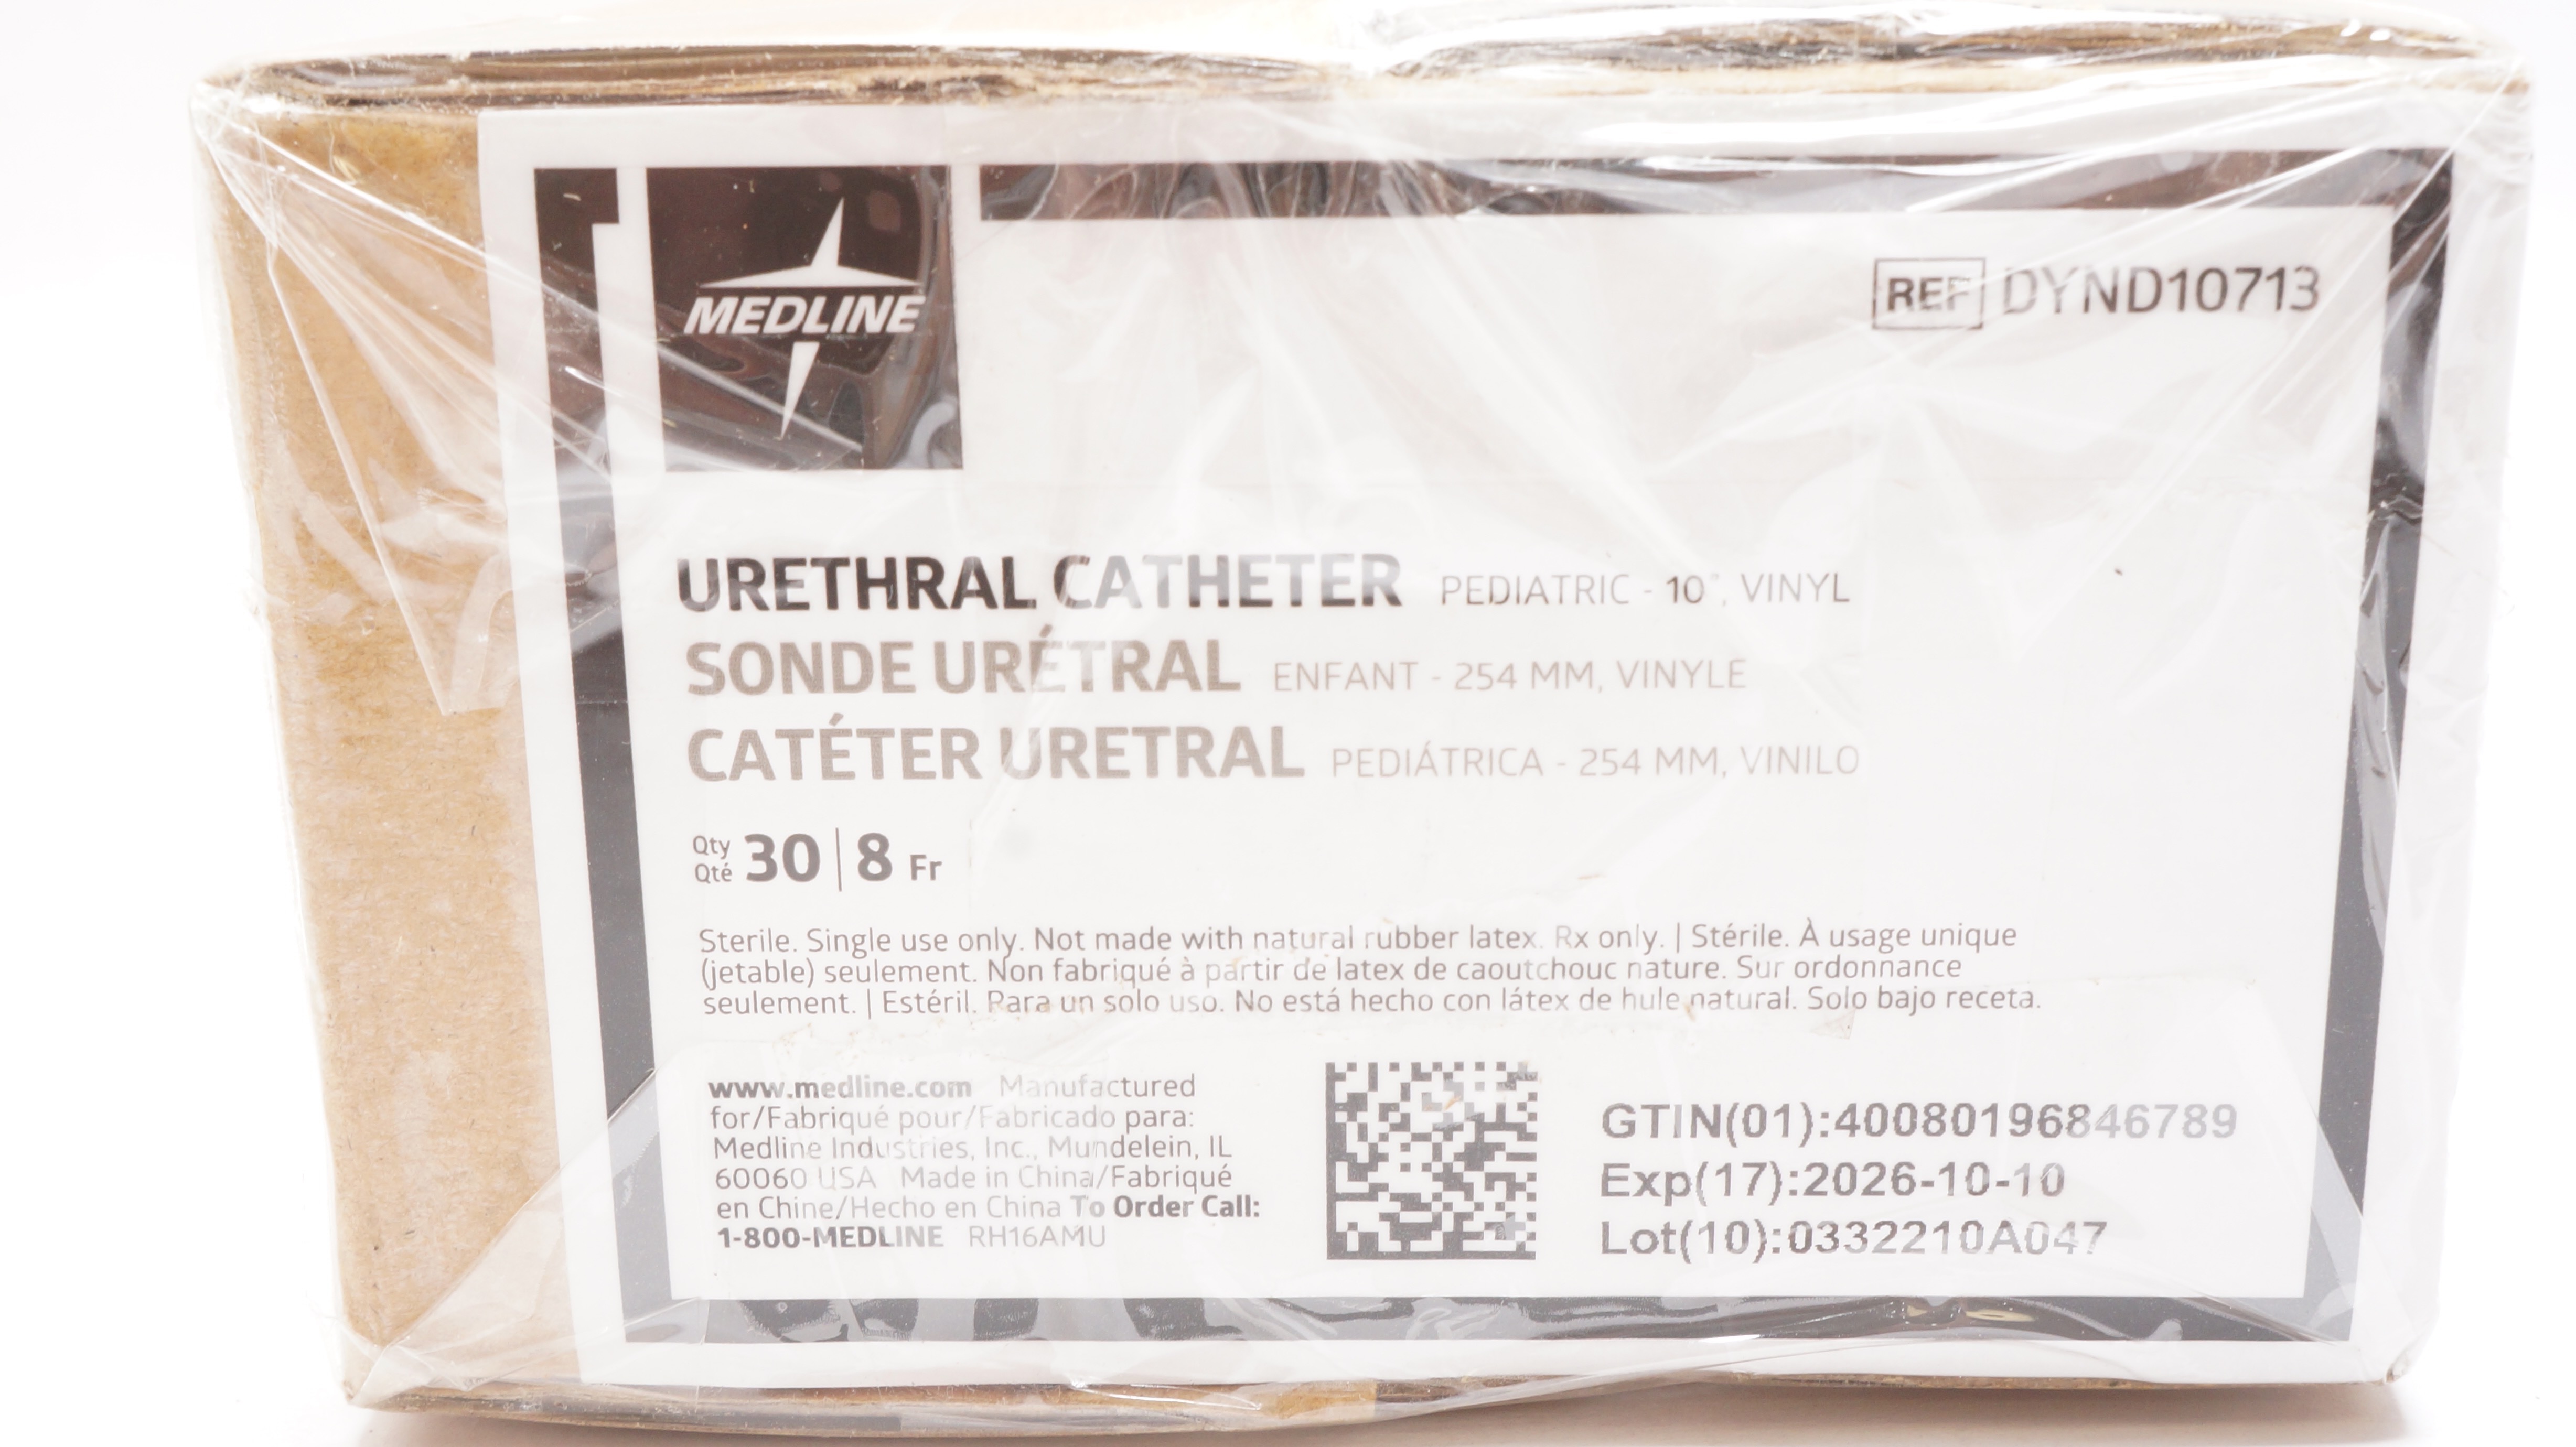 MEDLINE
REF DYND10713
URETHRAL CATHETER PEDIATRIC - 10", VINYL
SONDE URÉTRAL ENFANT - 254 MM, VINYLE
CATÉTER URETRAL PEDIÁTRICA - 254 MM, VINILO
Qty Qté 30 | 8 Fr
Sterile. Single use only. Not made with natural rubber latex. Rx only. | Stérile. À usage unique
(jetable) seulement. Non fabriqué à partir de latex de caoutchouc nature. Sur ordonnance
seulement. | Estéril. Para un solo uso. No está hecho con látex de hule natural. Solo bajo receta.
www.medline.com Manufactured
for/Fabriqué pour/Fabricado para:
Medline Industries, Inc., Mundelein, IL
60060 USA Made in China/Fabriqué
en Chine/Hecho en China To Order Call:
1-800-MEDLINE RH16AMU
GTIN(01):40080196846789
Exp(17):2026-10-10
Lot(10):0332210A047